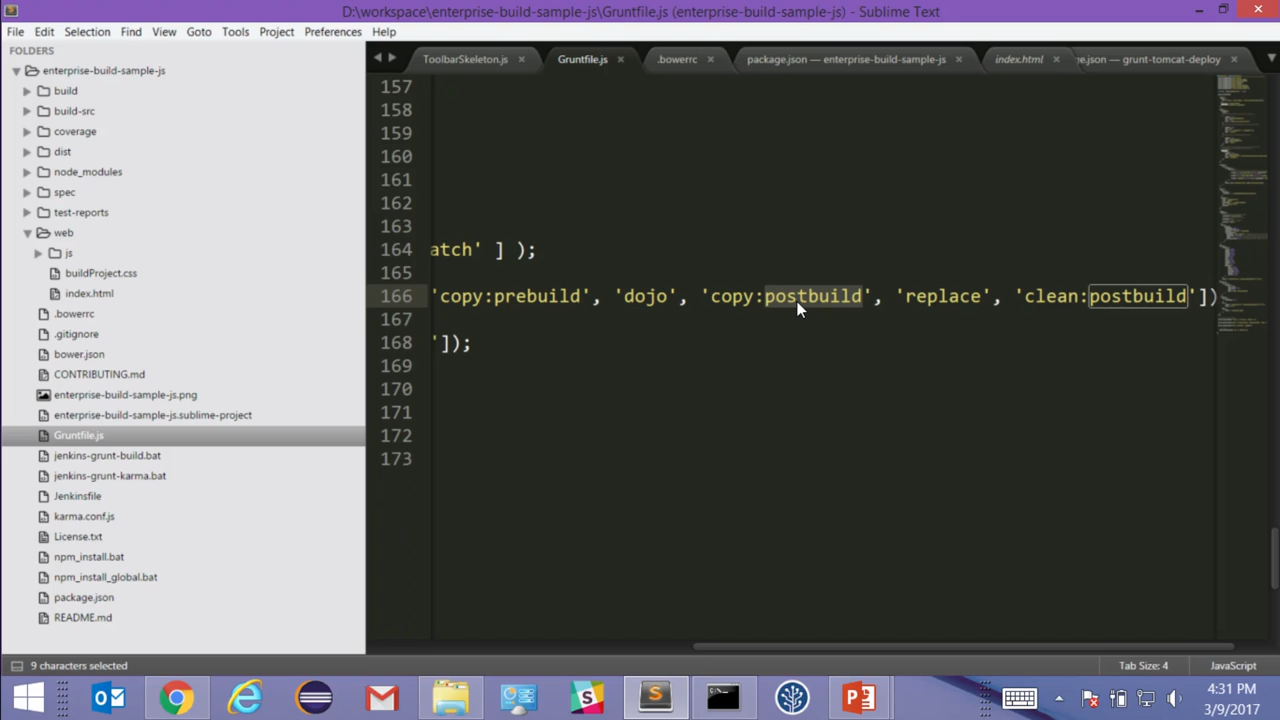 D:\workspace\enterprise-build-sample-js\Gruntfile.js (enterprise-build-sample-js) - Sublime Text
File Edit Selection Find View Goto Tools Project Preferences Help
FOLDERS
enterprise-build-sample-js
build
build-src
coverage
dist
node_modules
spec
test-reports
web
js
buildProject.css
index.html
.bowerrc
.gitignore
bower.json
CONTRIBUTING.md
enterprise-build-sample-js.png
enterprise-build-sample-js.sublime-project
Gruntfile.js
jenkins-grunt-build.bat
jenkins-grunt-karma.bat
Jenkinsfile
karma.conf.js
License.txt
npm_install.bat
npm_install_global.bat
package.json
README.md
ToolbarSkeleton.js Gruntfile.js .bowerrc package.json — enterprise-build-sample-js index.html e.json — grunt-tomcat-deploy
157
158
159
160
161
162
163
164 atch' ] );
165
166 'copy:prebuild', 'dojo', 'copy:postbuild', 'replace', 'clean:postbuild'])
167
168 ']);
169
170
171
172
173
9 characters selected Tab Size: 4 JavaScript
4:31 PM
3/9/2017